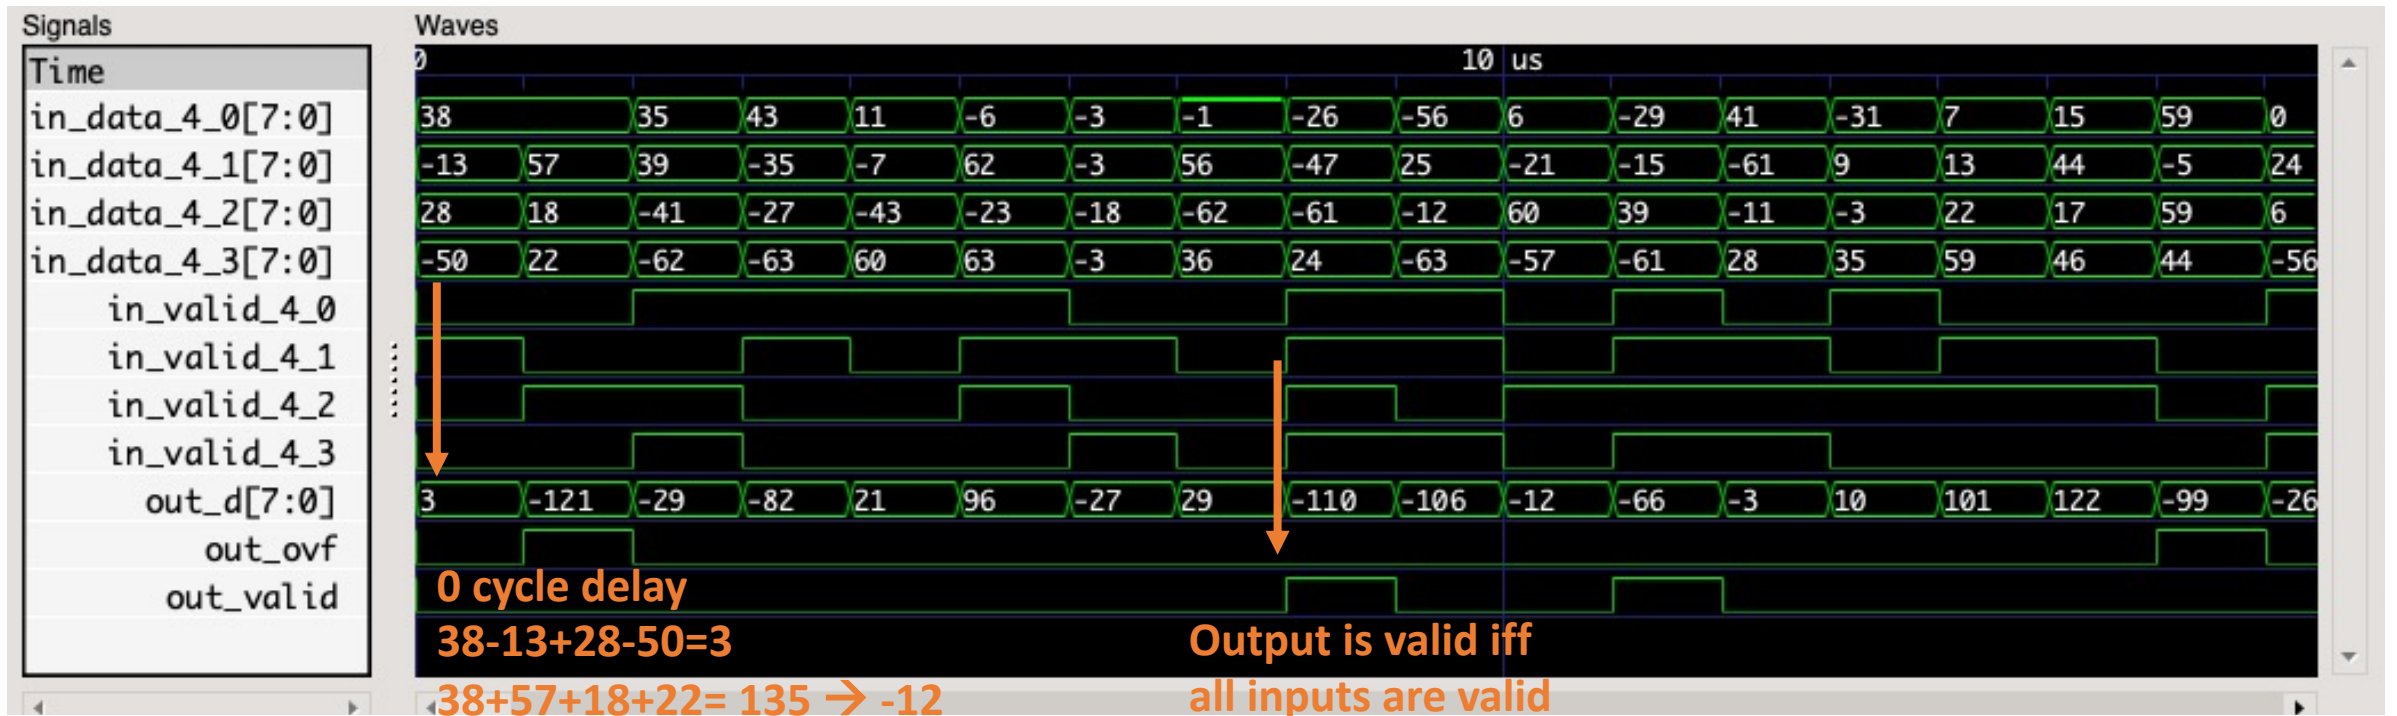 Signals Waves
Time 0 10 us
in_data_4_0[7:0] 38 35 43 11 -6 -3 -1 -26 -56 6 -29 41 -31 7 15 59 0
in_data_4_1[7:0] -13 57 39 -35 -7 62 -3 56 -47 25 -21 -15 -61 9 13 44 -5 24
in_data_4_2[7:0] 28 18 -41 -27 -43 -23 -18 -62 -61 -12 60 39 -11 -3 22 17 59 6
in_data_4_3[7:0] -50 22 -62 -63 60 63 -3 36 24 -63 -57 -61 28 35 59 46 44 -56
in_valid_4_0
in_valid_4_1
in_valid_4_2
in_valid_4_3
out_d[7:0] 3 -121 -29 -82 21 96 -27 29 -110 -106 -12 -66 -3 10 101 122 -99 -26
out_ovf
out_valid
0 cycle delay
38-13+28-50=3
38+57+18+22= 135 → -12
Output is valid iff
all inputs are valid